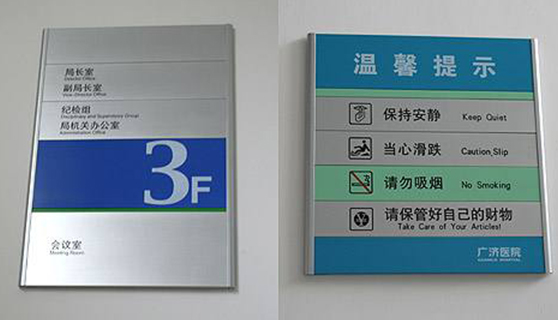 局长室
Director Office
副局长室
Vice-Director Office
纪检组
Disciplinary and Supervisory Group
局机关办公室
Administration Office
3F
会议室
Meeting Room
温馨提示
保持安静 Keep Quiet
当心滑跌 Caution,Slip
请勿吸烟 No Smoking
请保管好自己的财物
Take Care of Your Articles!
广济医院